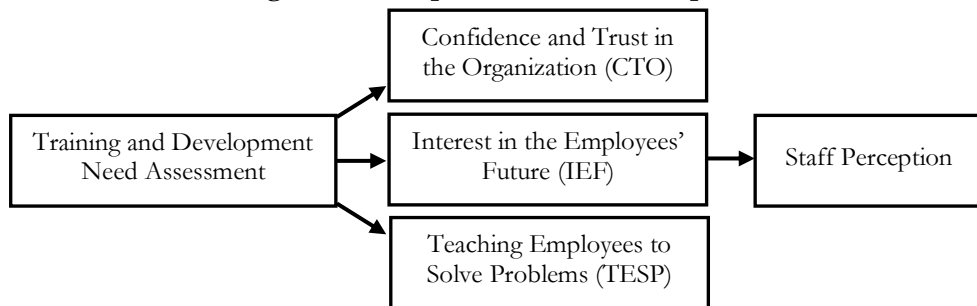 Confidence and Trust in
the Organization (CTO)
Training and Development
Need Assessment
Interest in the Employees’
Future (IEF)
Staff Perception
Teaching Employees to
Solve Problems (TESP)